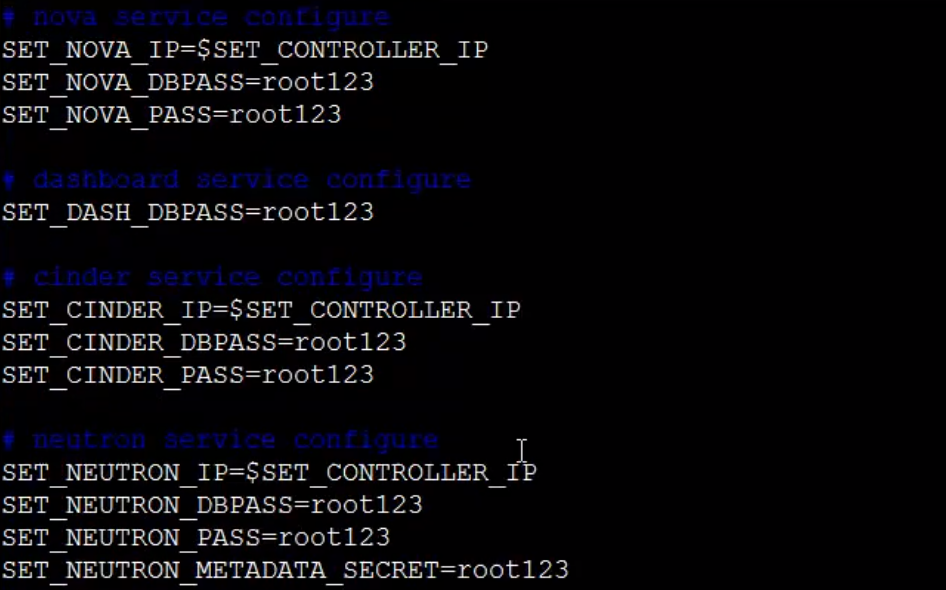 # nova service configure
SET_NOVA_IP=$SET_CONTROLLER_IP
SET_NOVA_DBPASS=root123
SET_NOVA_PASS=root123
# dashboard service configure
SET_DASH_DBPASS=root123
# cinder service configure
SET_CINDER_IP=$SET_CONTROLLER_IP
SET_CINDER_DBPASS=root123
SET_CINDER_PASS=root123
# neutron service configure
SET_NEUTRON_IP=$SET_CONTROLLER_IP
SET_NEUTRON_DBPASS=root123
SET_NEUTRON_PASS=root123
SET_NEUTRON_METADATA_SECRET=root123